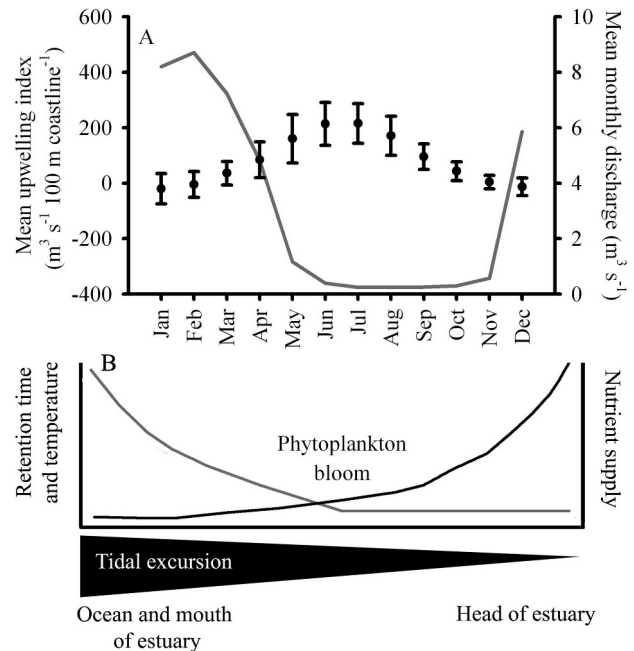 A
Mean upwelling index
(m³ s⁻¹ 100 m coastline⁻¹)
600
400
200
0
-200
-400
10
8
6
4
2
0
Mean monthly discharge (m³ s⁻¹)
Jan
Feb
Mar
Apr
May
Jun
Jul
Aug
Sep
Oct
Nov
Dec
B
Retention time
and temperature
Phytoplankton
bloom
Nutrient supply
Tidal excursion
Ocean and mouth
of estuary
Head of estuary